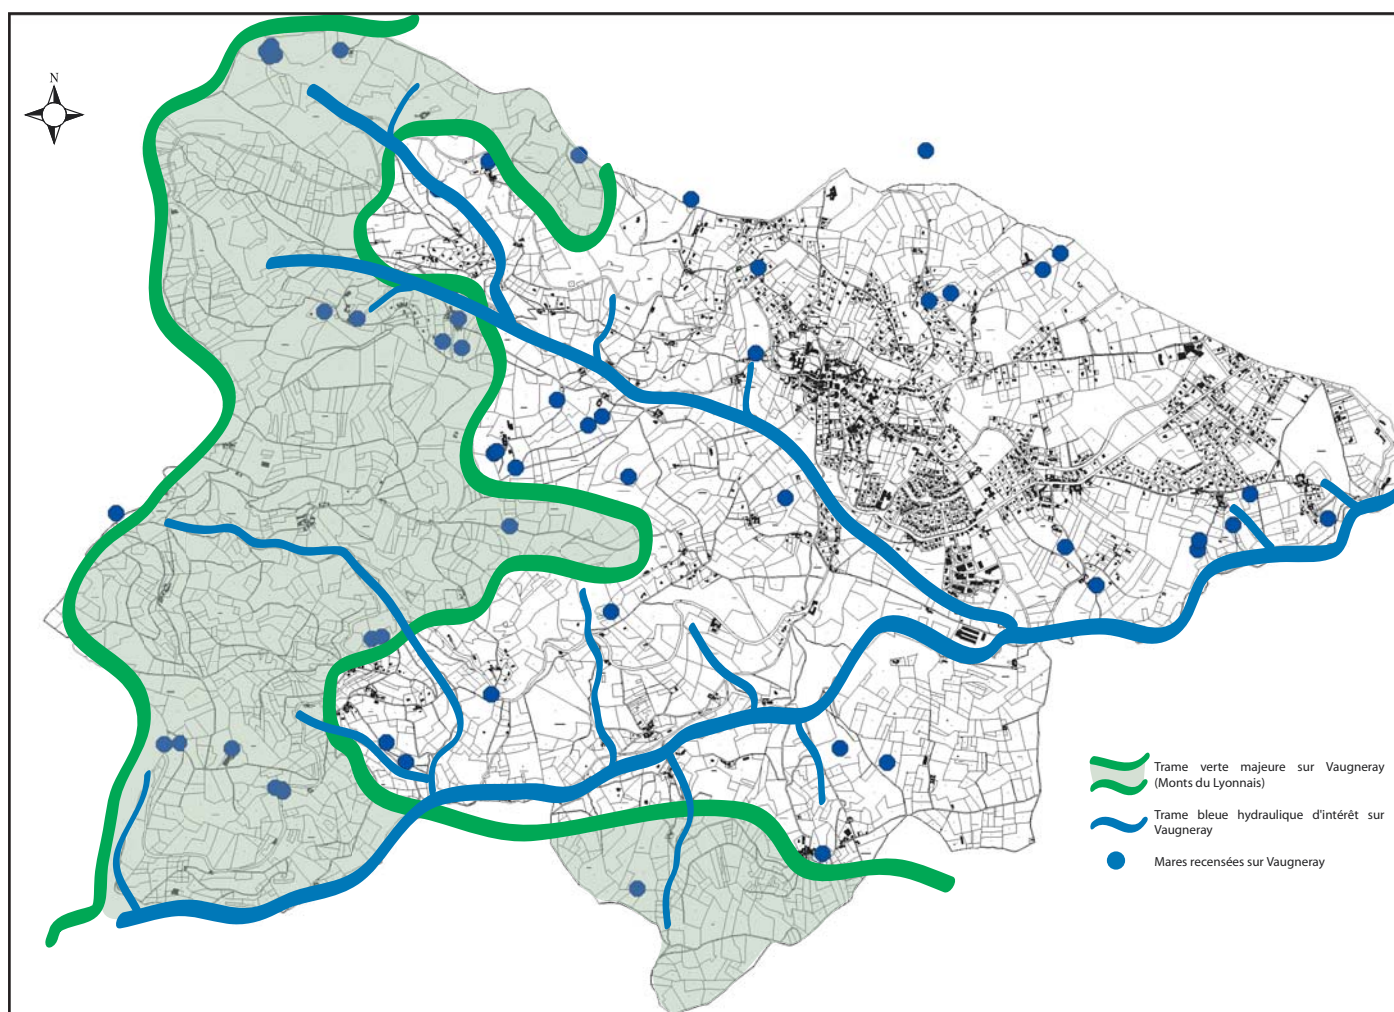 N
Trame verte majeure sur Vaugneray
(Monts du Lyonnais)
Trame bleue hydraulique d'intérêt sur
Vaugneray
Mares recensées sur Vaugneray